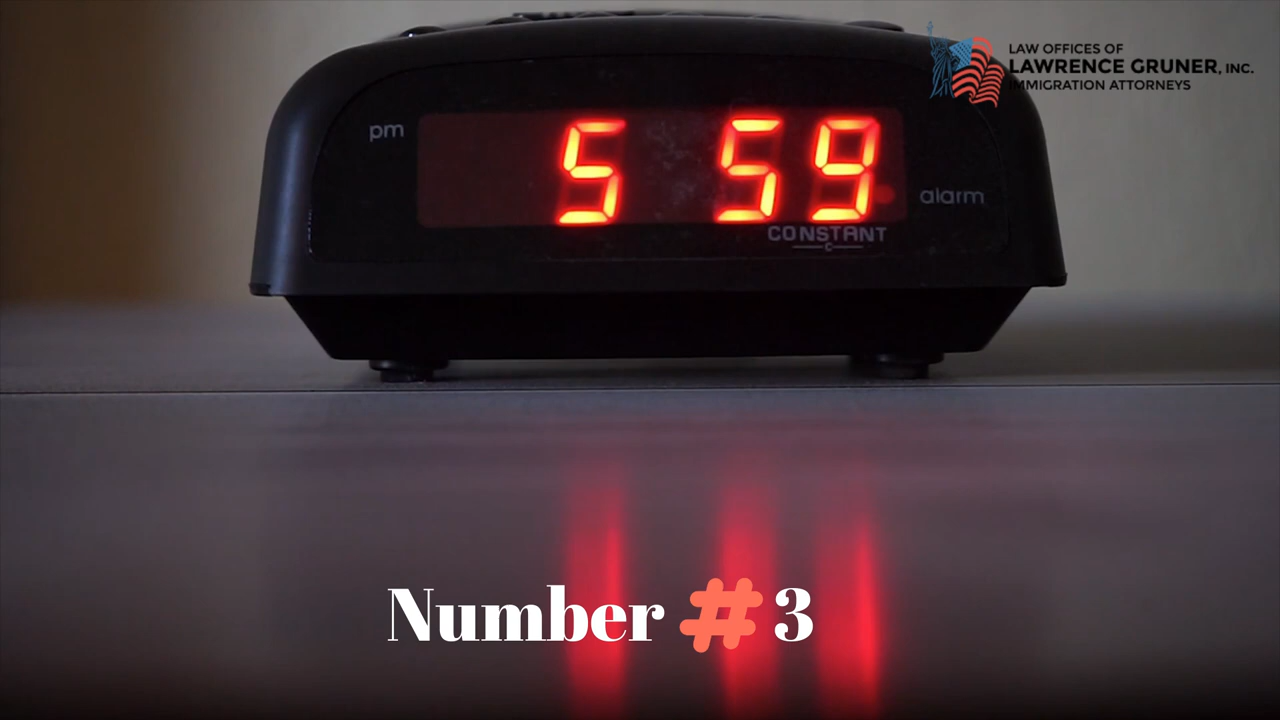 LAW OFFICES OF
LAWRENCE GRUNER, INC.
IMMIGRATION ATTORNEYS
pm
5 59
alarm
CONSTANT
C
Number #3